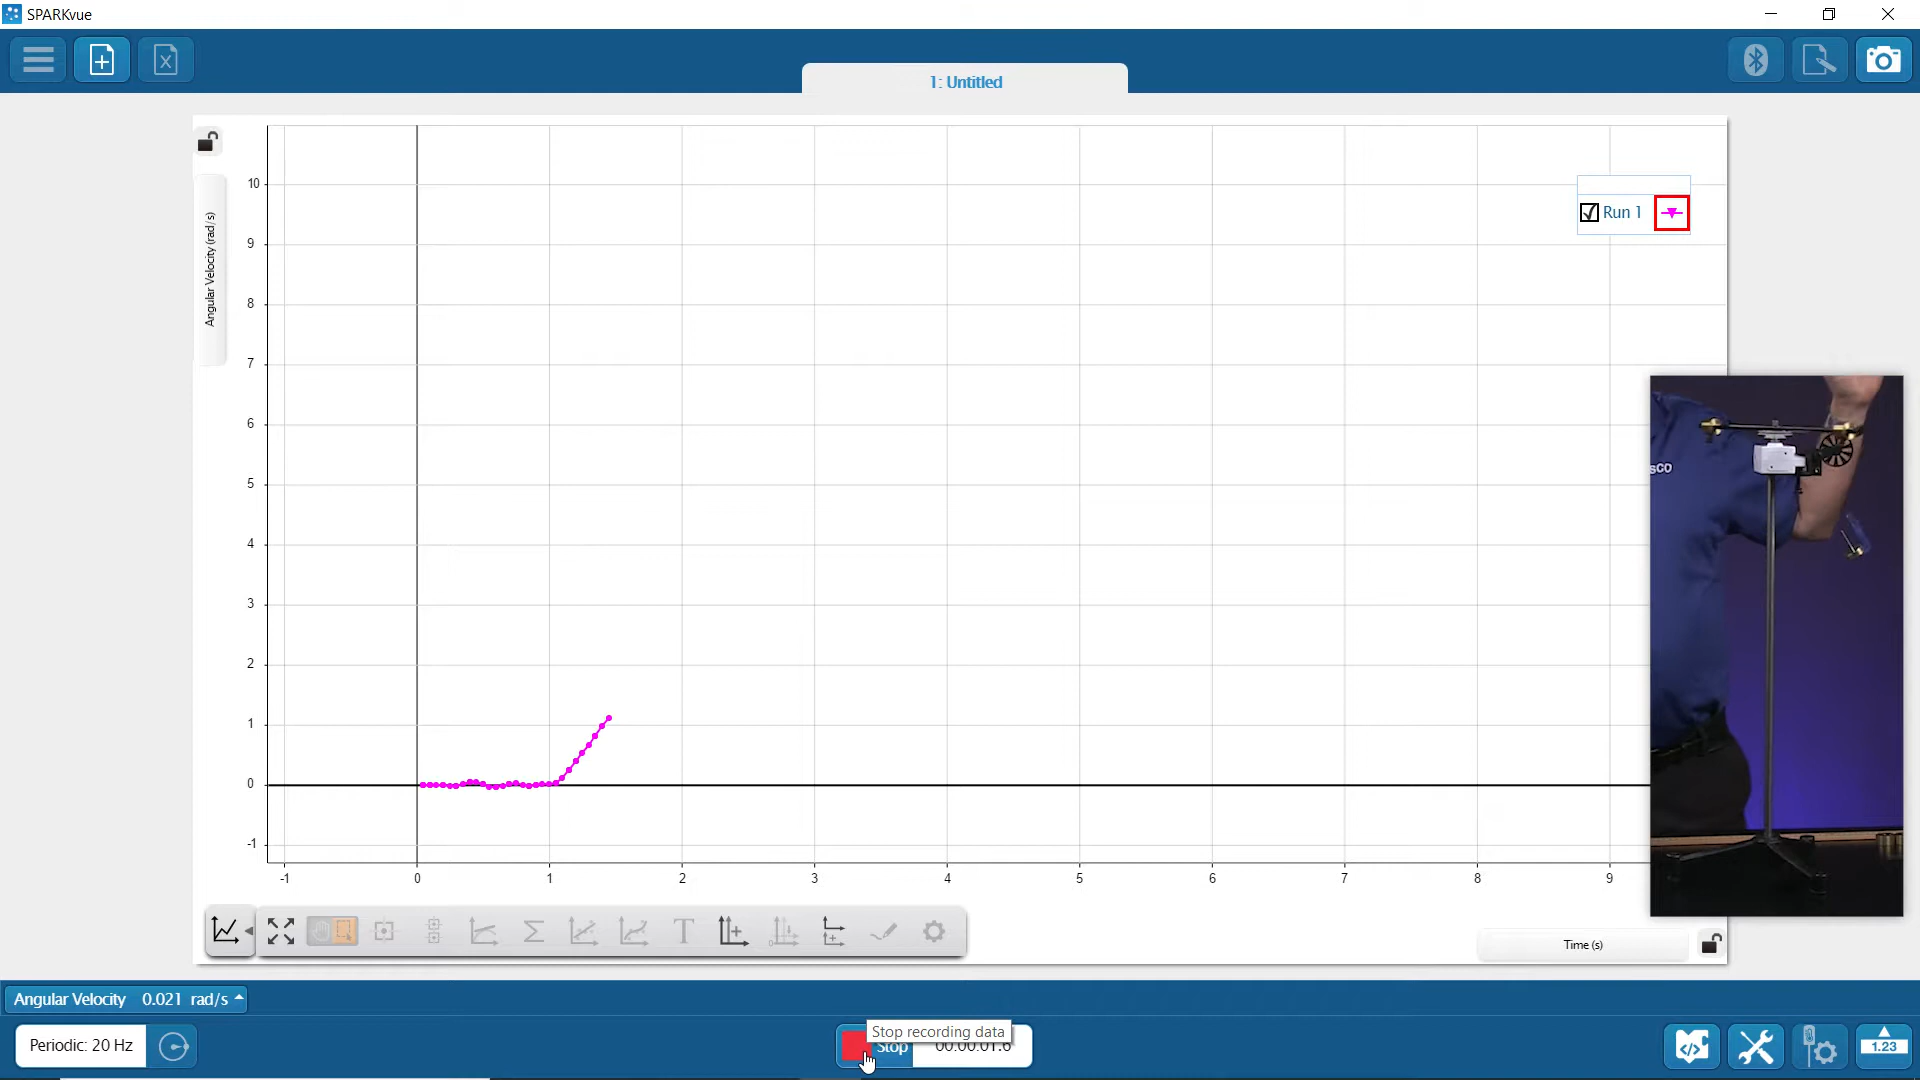 SPARKvue
1: Untitled
Angular Velocity (rad/s)
10
9
8
7
6
5
4
3
2
1
0
-1
Run 1
-1 0 1 2 3 4 5 6 7 8 9
Time (s)
Angular Velocity 0.021 rad/s
Periodic: 20 Hz
Stop recording data
Stop 00:00:01.6
1.23